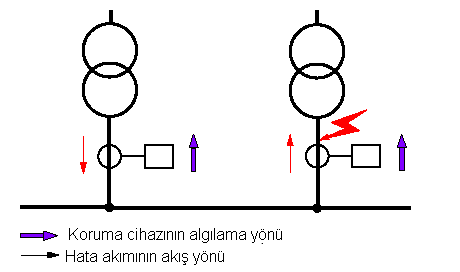 Koruma cihazının algılama yönü
Hata akımının akış yönü